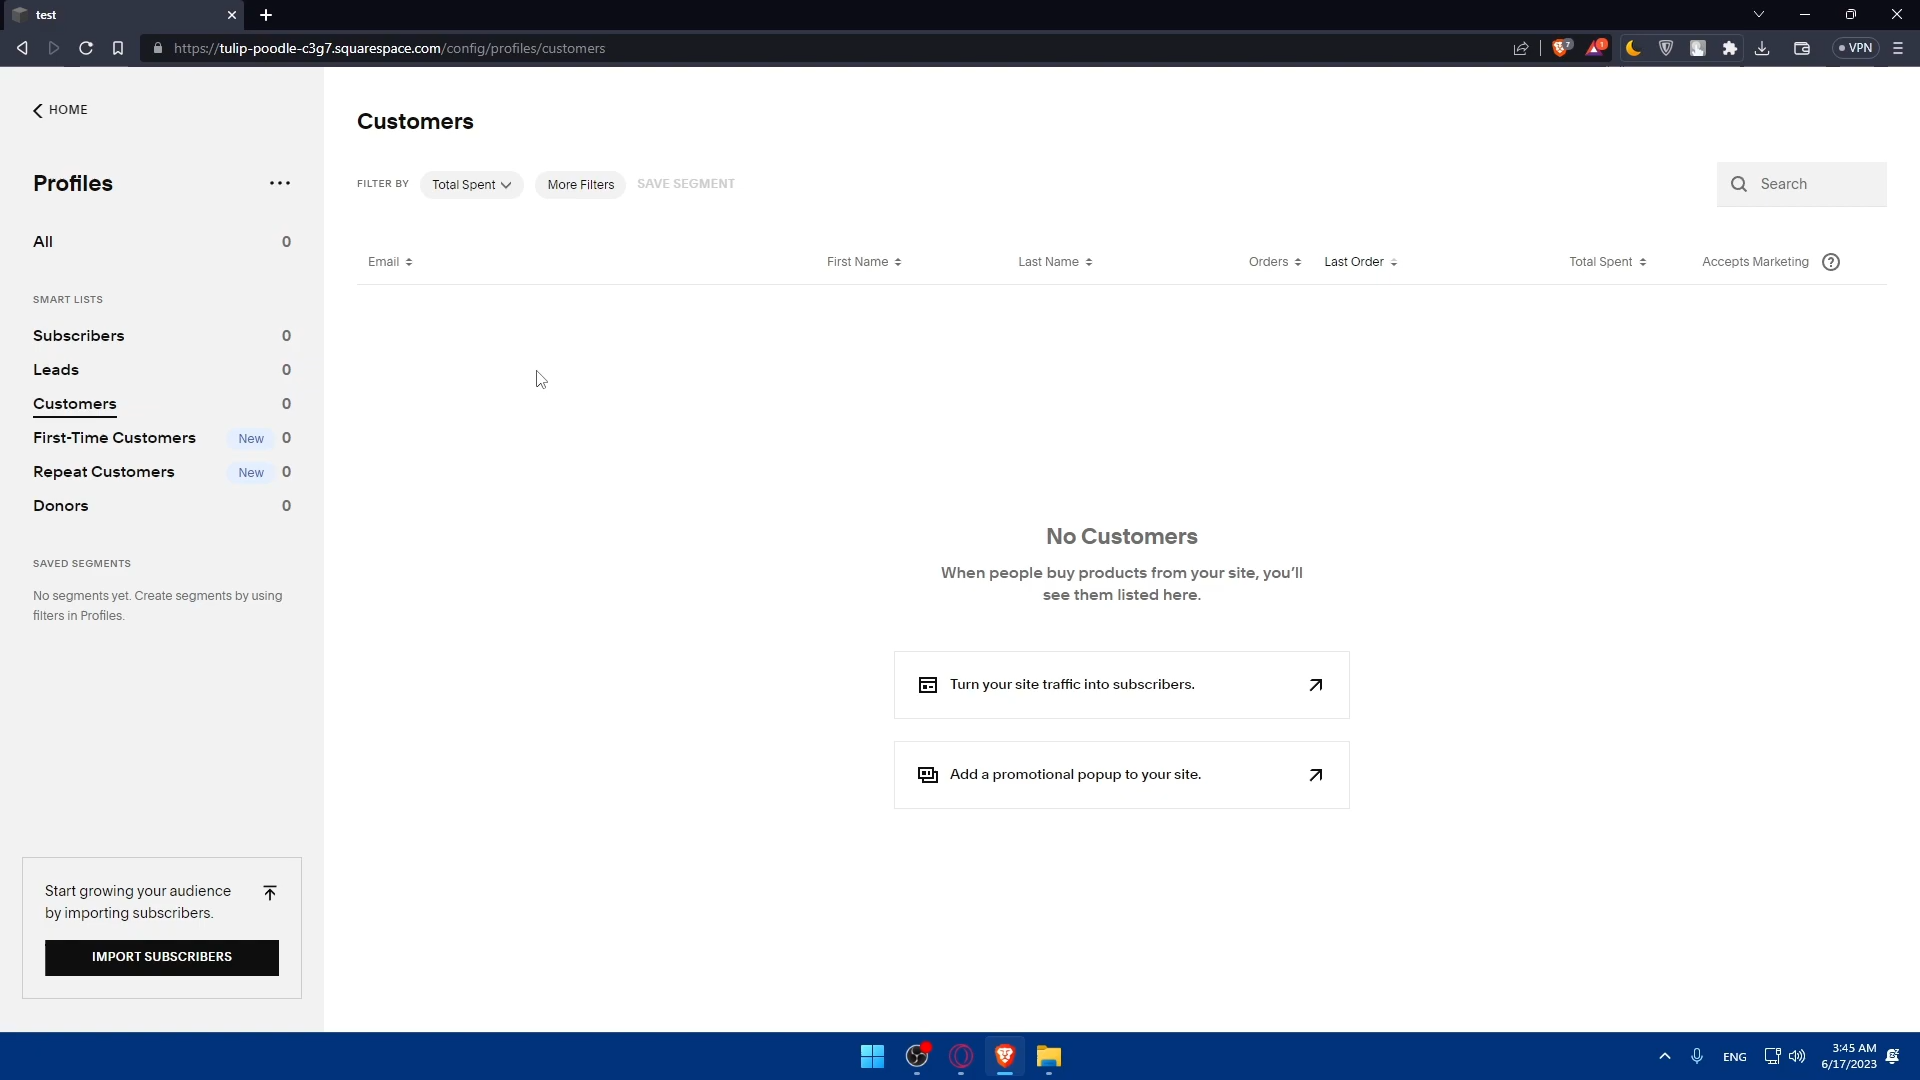 test
https://tulip-poodle-c3g7.squarespace.com/config/profiles/customers
7
1
VPN
HOME
Profiles
All 0
SMART LISTS
Subscribers 0
Leads 0
Customers 0
First-Time Customers New 0
Repeat Customers New 0
Donors 0
SAVED SEGMENTS
No segments yet. Create segments by using
filters in Profiles.
Start growing your audience
by importing subscribers.
IMPORT SUBSCRIBERS
Customers
FILTER BY Total Spent More Filters SAVE SEGMENT
Search
Email First Name Last Name Orders Last Order Total Spent Accepts Marketing ?
No Customers
When people buy products from your site, you’ll
see them listed here.
Turn your site traffic into subscribers.
Add a promotional popup to your site.
ENG
3:45 AM
6/17/2023